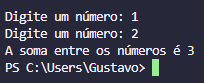 Digite um número: 1
Digite um número: 2
A soma entre os números é 3
PS C:\Users\Gustavo>